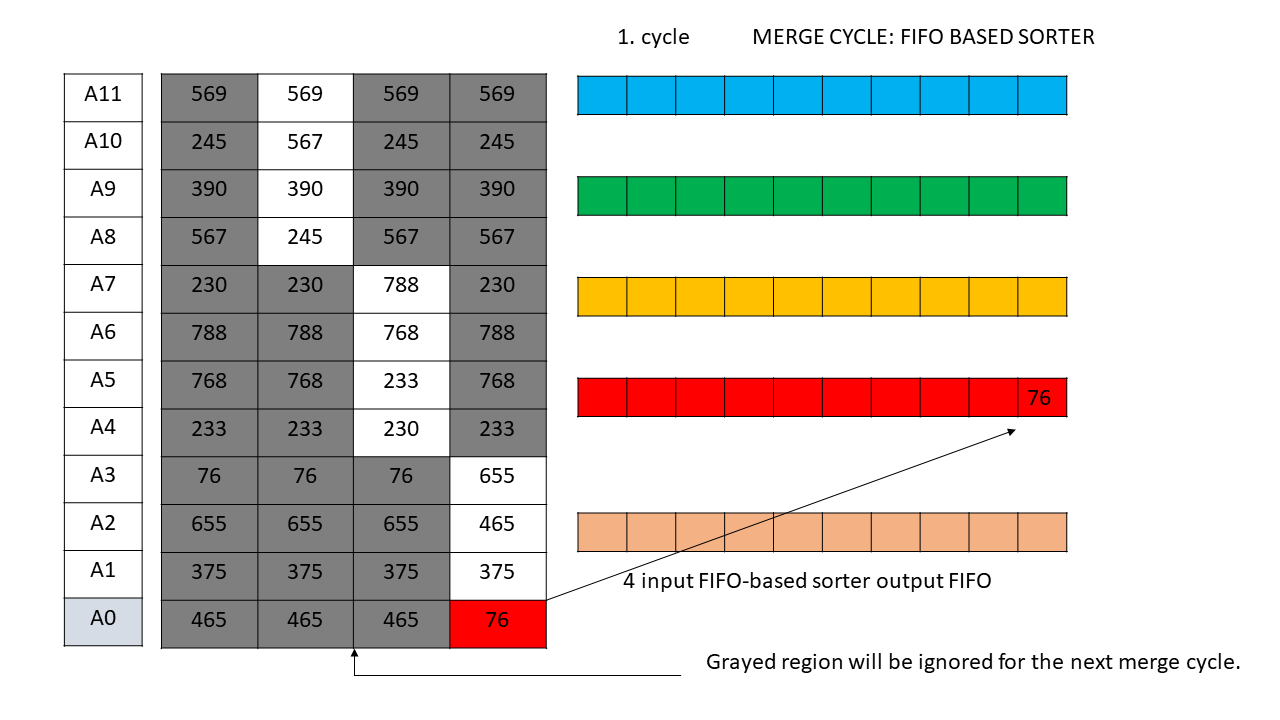 1. cycle MERGE CYCLE: FIFO BASED SORTER
A11 569 569 569 569
A10 245 567 245 245
A9 390 390 390 390
A8 567 245 567 567
A7 230 230 788 230
A6 788 788 768 788
A5 768 768 233 768
76
A4 233 233 230 233
A3 76 76 76 655
A2 655 655 655 465
A1 375 375 375 375
4 input FIFO-based sorter output FIFO
A0 465 465 465 76
Grayed region will be ignored for the next merge cycle.